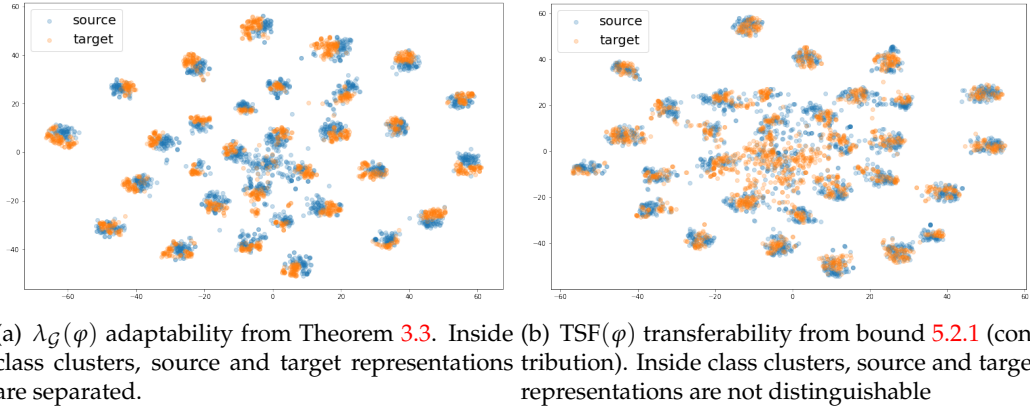 source
target
60
40
20
0
−20
−40
−60 −40 −20 0 20 40 60
source
target
60
40
20
0
−20
−40
−60 −40 −20 0 20 40 60
(a) λ𝒢(φ) adaptability from Theorem 3.3. Inside
class clusters, source and target representations
are separated.
(b) TSF(φ) transferability from bound 5.2.1 (con
tribution). Inside class clusters, source and targe
representations are not distinguishable